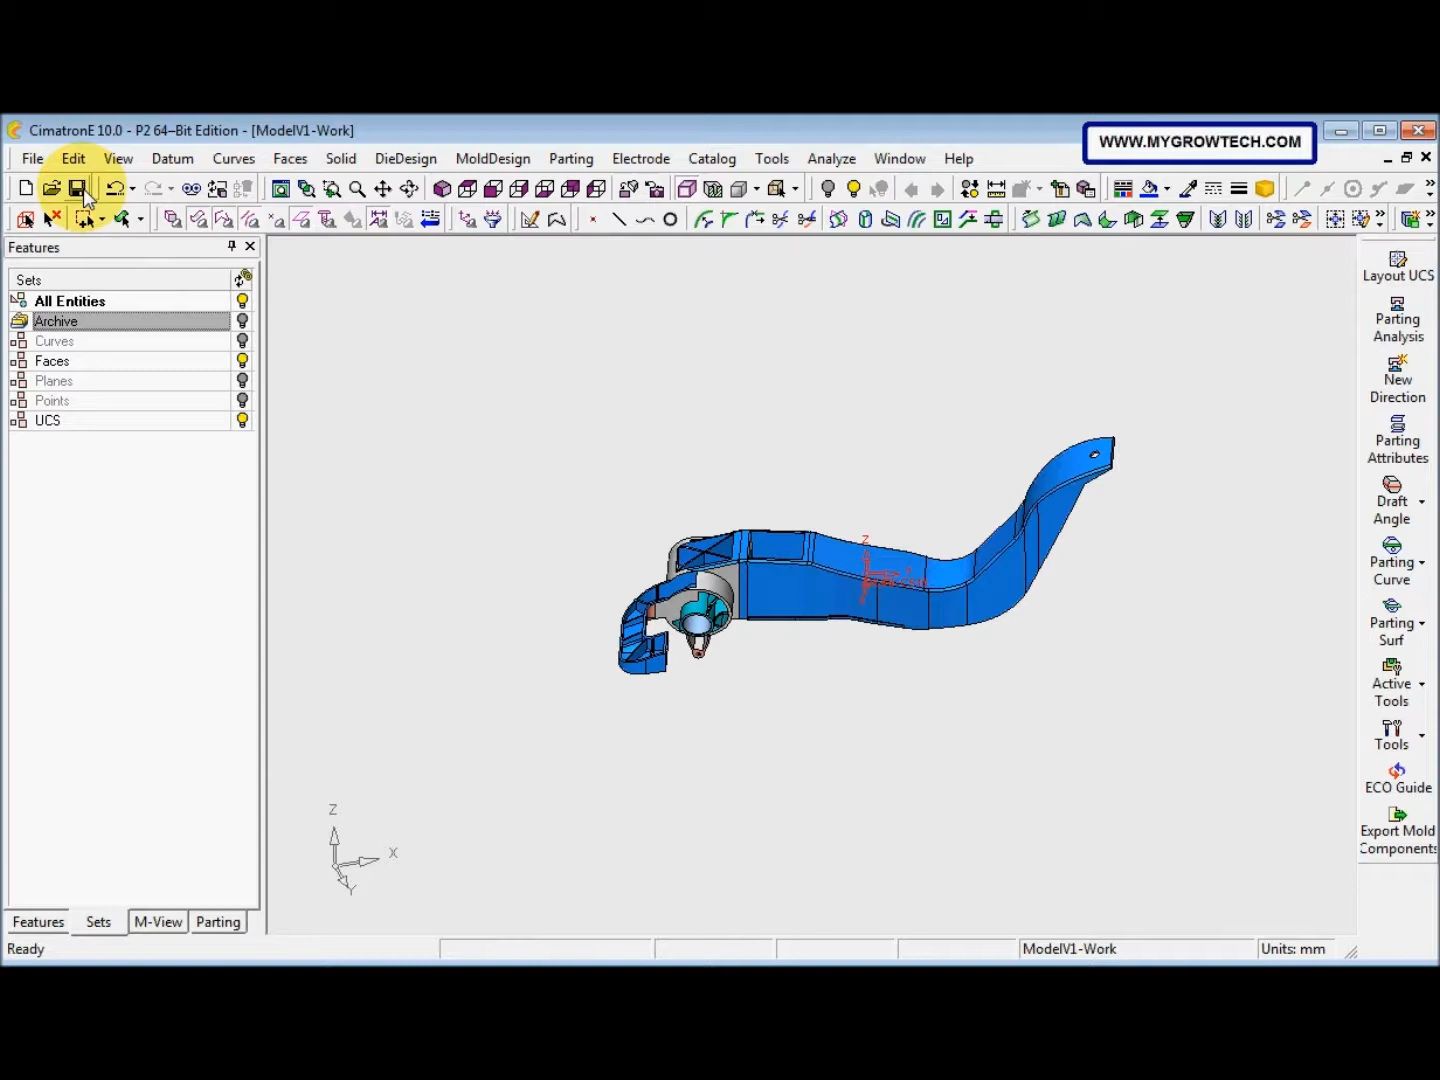 CimatronE 10.0 - P2 64-Bit Edition - [ModelV1-Work]
WWW.MYGROWTECH.COM
File Edit View Datum Curves Faces Solid DieDesign MoldDesign Parting Electrode Catalog Tools Analyze Window Help
Features
Sets
All Entities
Archive
Curves
Faces
Planes
Points
UCS
Layout UCS
Parting
Analysis
New
Direction
Parting
Attributes
Draft
Angle
Parting
Curve
Parting
Surf
Active
Tools
Tools
ECO Guide
Export Mold
Components
Z
Z
X
Y
Features Sets M-View Parting
Ready
ModelV1-Work
Units: mm